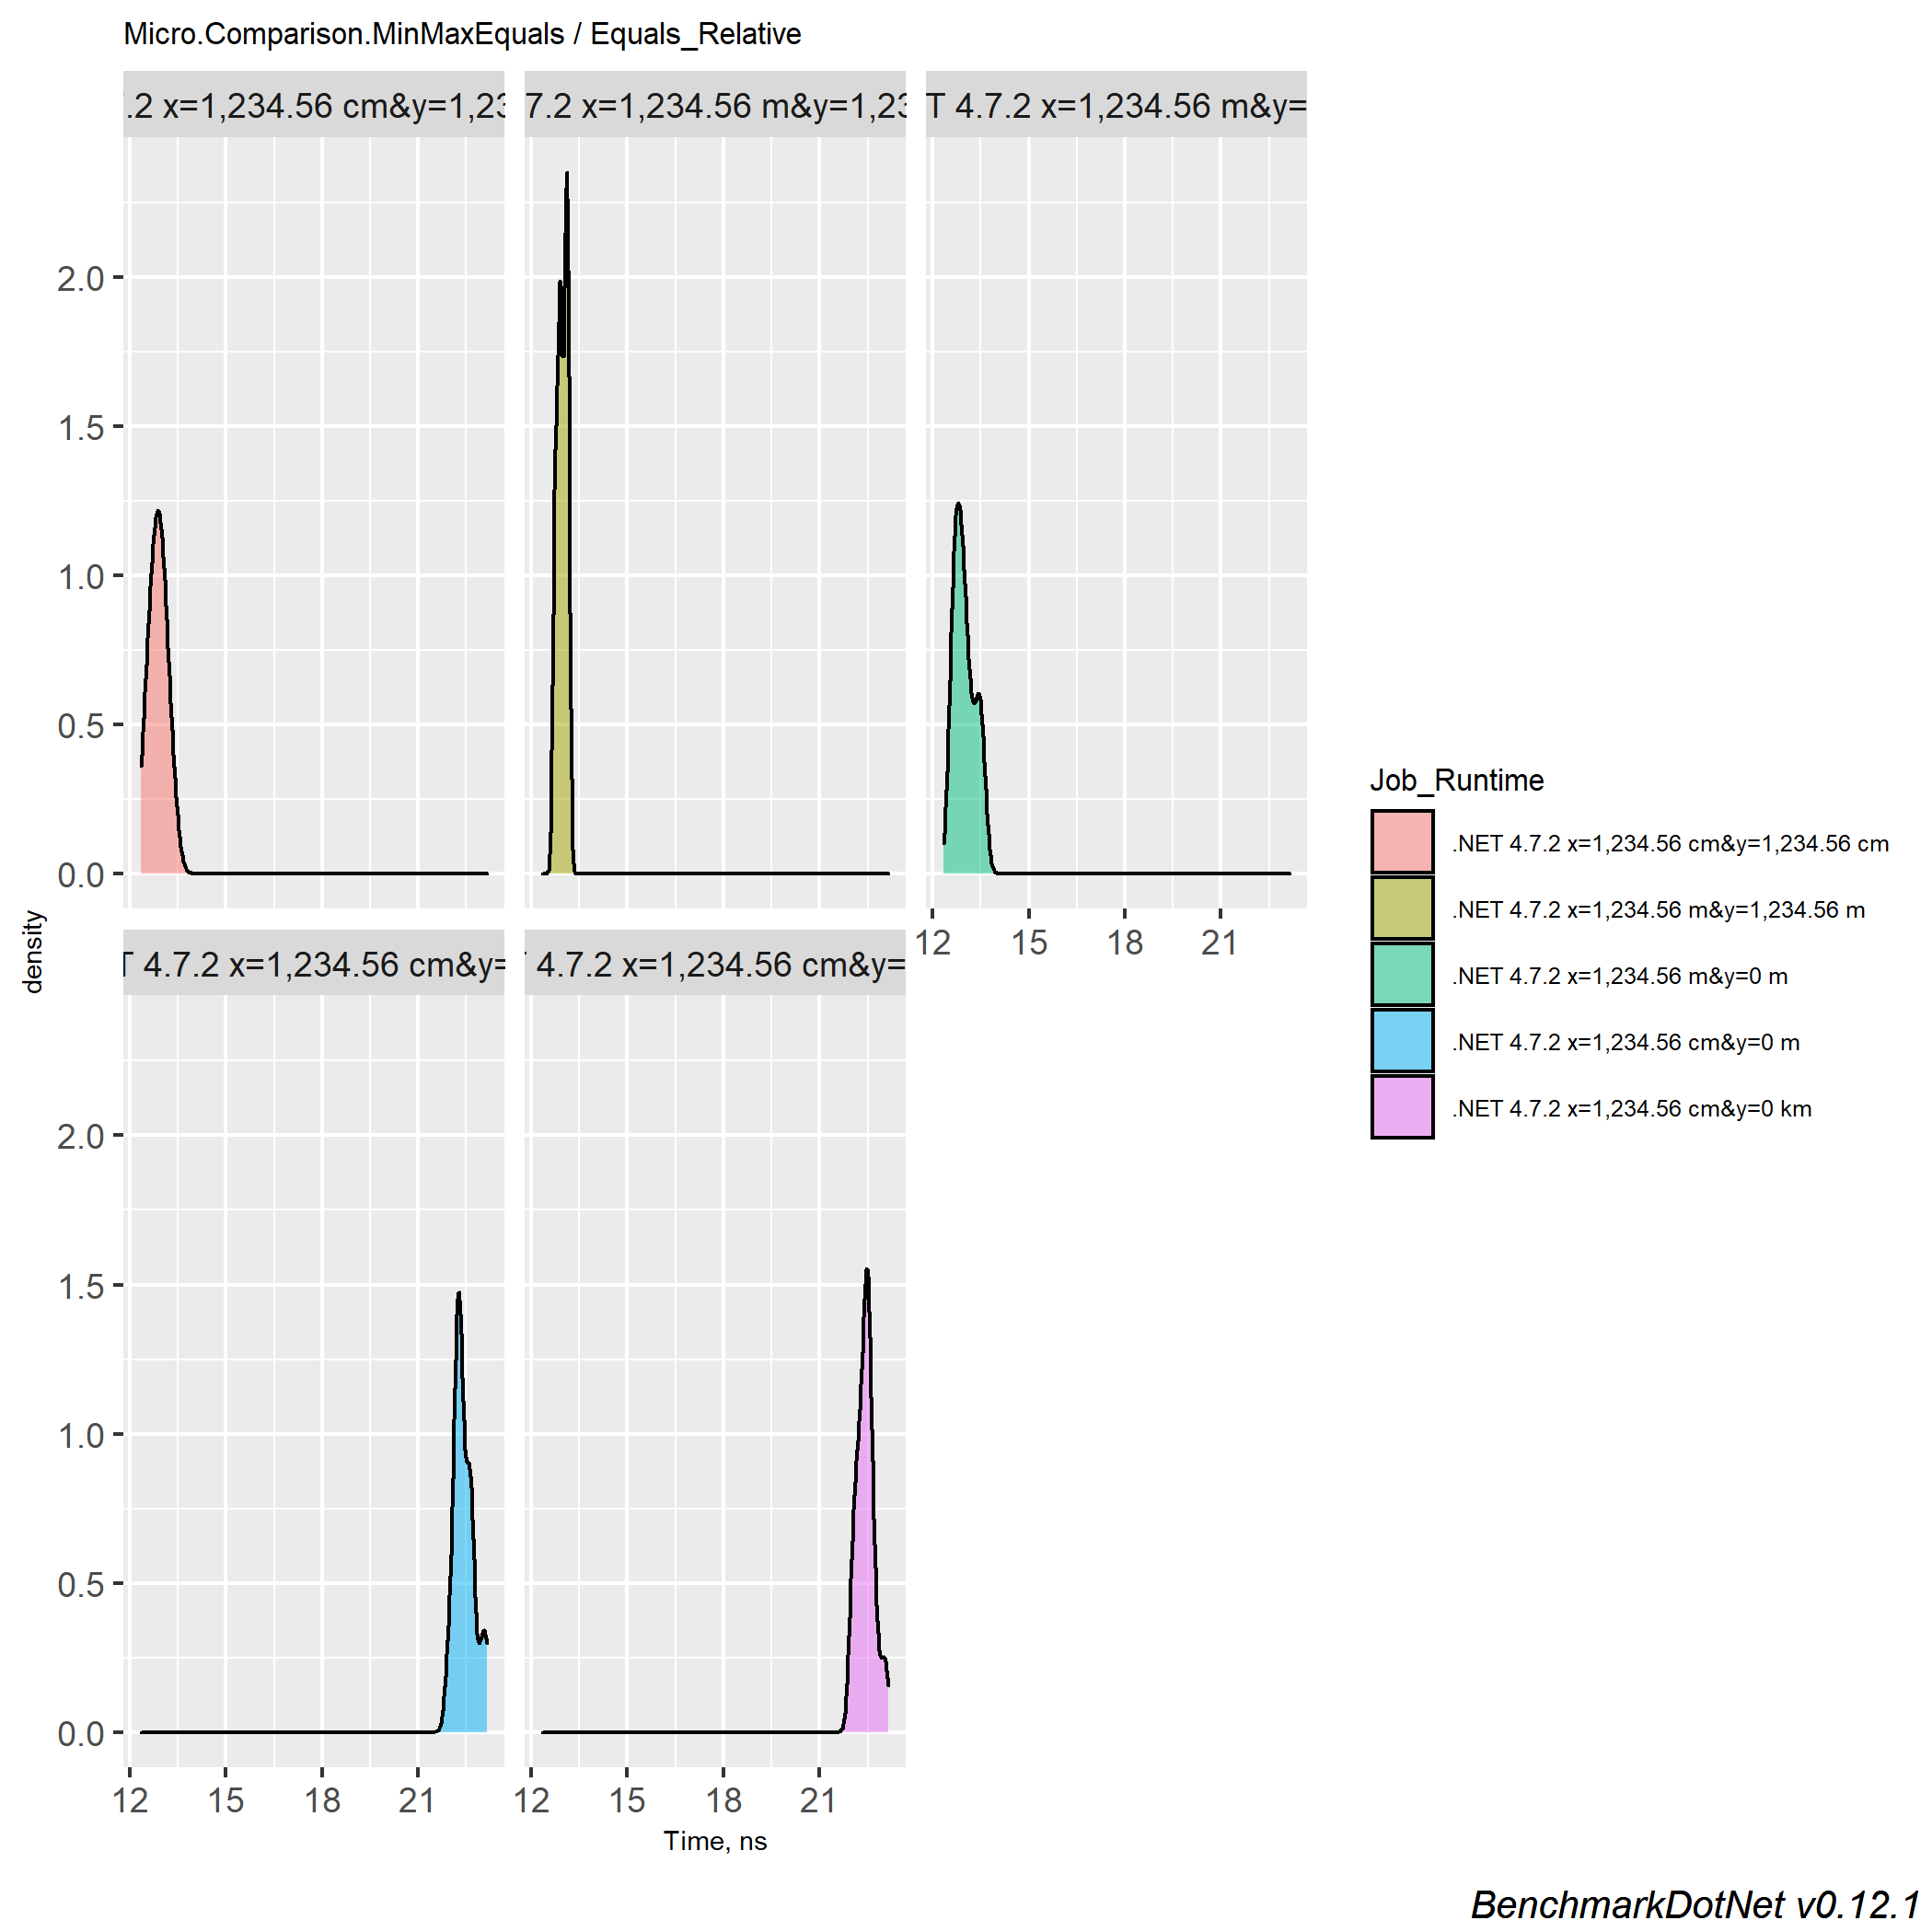 Micro.Comparison.MinMaxEquals / Equals_Relative
.2 x=1,234.56 cm&y=1,23
7.2 x=1,234.56 m&y=1,23
T 4.7.2 x=1,234.56 m&y=
2.0
1.5
1.0
0.5
0.0
12 15 18 21
density
T 4.7.2 x=1,234.56 cm&y=
4.7.2 x=1,234.56 cm&y=
2.0
1.5
1.0
0.5
0.0
12 15 18 21
12 15 18 21
Time, ns
Job_Runtime
.NET 4.7.2 x=1,234.56 cm&y=1,234.56 cm
.NET 4.7.2 x=1,234.56 m&y=1,234.56 m
.NET 4.7.2 x=1,234.56 m&y=0 m
.NET 4.7.2 x=1,234.56 cm&y=0 m
.NET 4.7.2 x=1,234.56 cm&y=0 km
BenchmarkDotNet v0.12.1